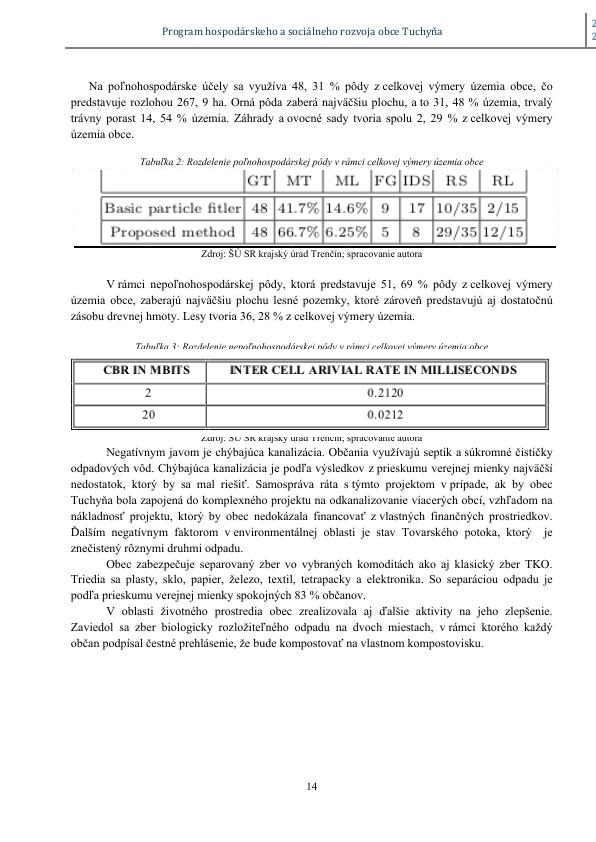 Program hospodárskeho a sociálneho rozvoja obce Tuchyňa
2
2
Na poľnohospodárske účely sa využíva 48, 31 % pôdy z celkovej výmery územia obce, čo
predstavuje rozlohou 267, 9 ha. Orná pôda zaberá najväčšiu plochu, a to 31, 48 % územia, trvalý
trávny porast 14, 54 % územia. Záhrady a ovocné sady tvoria spolu 2, 29 % z celkovej výmery
územia obce.
Tabuľka 2: Rozdelenie poľnohospodárskej pôdy v rámci celkovej výmery územia obce
GT MT ML FG IDS RS RL
Basic particle fitler 48 41.7% 14.6% 9 17 10/35 2/15
Proposed method 48 66.7% 6.25% 5 8 29/35 12/15
Zdroj: ŠÚ SR krajský úrad Trenčín; spracovanie autora
V rámci nepoľnohospodárskej pôdy, ktorá predstavuje 51, 69 % pôdy z celkovej výmery
územia obce, zaberajú najväčšiu plochu lesné pozemky, ktoré zároveň predstavujú aj dostatočnú
zásobu drevnej hmoty. Lesy tvoria 36, 28 % z celkovej výmery územia.
Tabuľka 3: Rozdelenie nepoľnohospodárskej pôdy v rámci celkovej výmery územia obce
CBR IN MBITS INTER CELL ARIVIAL RATE IN MILLISECONDS
2 0.2120
20 0.0212
Zdroj: ŠÚ SR krajský úrad Trenčín; spracovanie autora
Negatívnym javom je chýbajúca kanalizácia. Občania využívajú septik a súkromné čističky
odpadových vôd. Chýbajúca kanalizácia je podľa výsledkov z prieskumu verejnej mienky najväčší
nedostatok, ktorý by sa mal riešiť. Samospráva ráta s týmto projektom v prípade, ak by obec
Tuchyňa bola zapojená do komplexného projektu na odkanalizovanie viacerých obcí, vzhľadom na
nákladnosť projektu, ktorý by obec nedokázala financovať z vlastných finančných prostriedkov.
Ďalším negatívnym faktorom v environmentálnej oblasti je stav Tovarského potoka, ktorý je
znečistený rôznymi druhmi odpadu.
Obec zabezpečuje separovaný zber vo vybraných komoditách ako aj klasický zber TKO.
Triedia sa plasty, sklo, papier, železo, textil, tetrapacky a elektronika. So separáciou odpadu je
podľa prieskumu verejnej mienky spokojných 83 % občanov.
V oblasti životného prostredia obec zrealizovala aj ďalšie aktivity na jeho zlepšenie.
Zaviedol sa zber biologicky rozložiteľného odpadu na dvoch miestach, v rámci ktorého každý
občan podpísal čestné prehlásenie, že bude kompostovať na vlastnom kompostovisku.
14